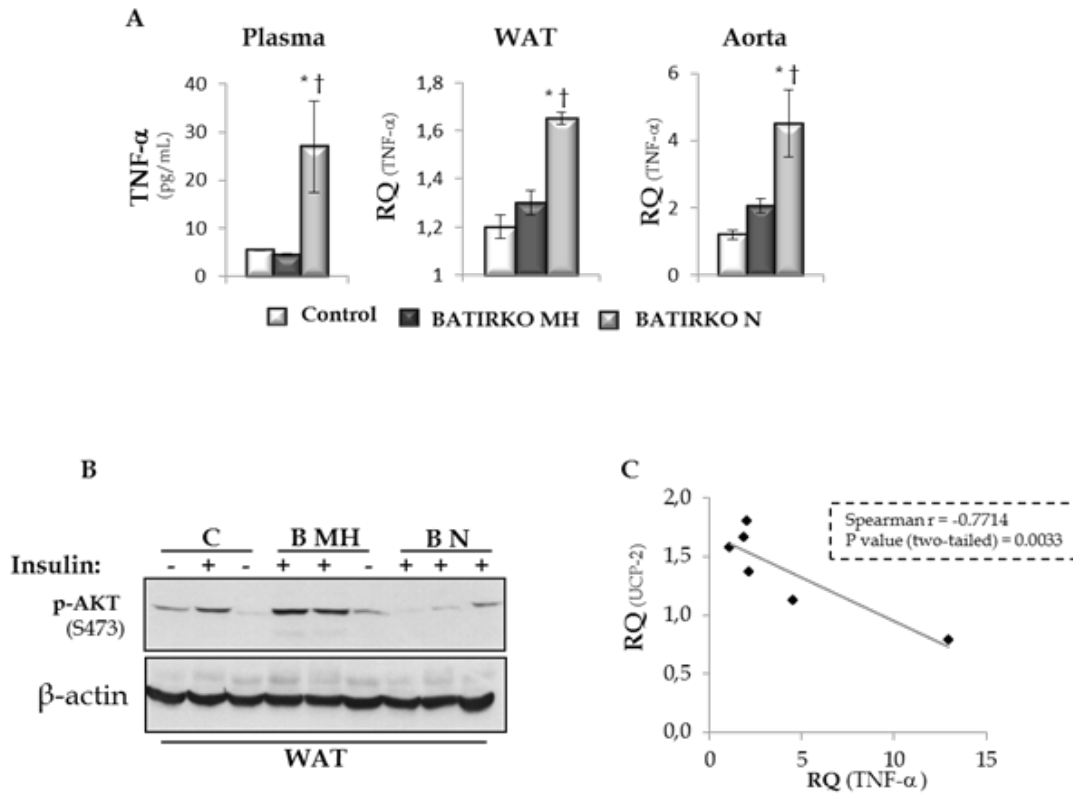 A
Plasma
WAT
Aorta
TNF-α
(pg/mL)
40
30
20
10
0
* †
RQ (TNF-α)
1,8
1,6
1,4
1,2
1
* †
RQ (TNF-α)
6
4
2
0
* †
Control
BATIRKO MH
BATIRKO N
B
C B MH B N
Insulin: - + - + + - + + +
p-AKT
(S473)
β-actin
WAT
C
RQ (UCP-2)
2,0
1,5
1,0
0,5
0,0
Spearman r = -0.7714
P value (two-tailed) = 0.0033
0 5 10 15
RQ (TNF-α)